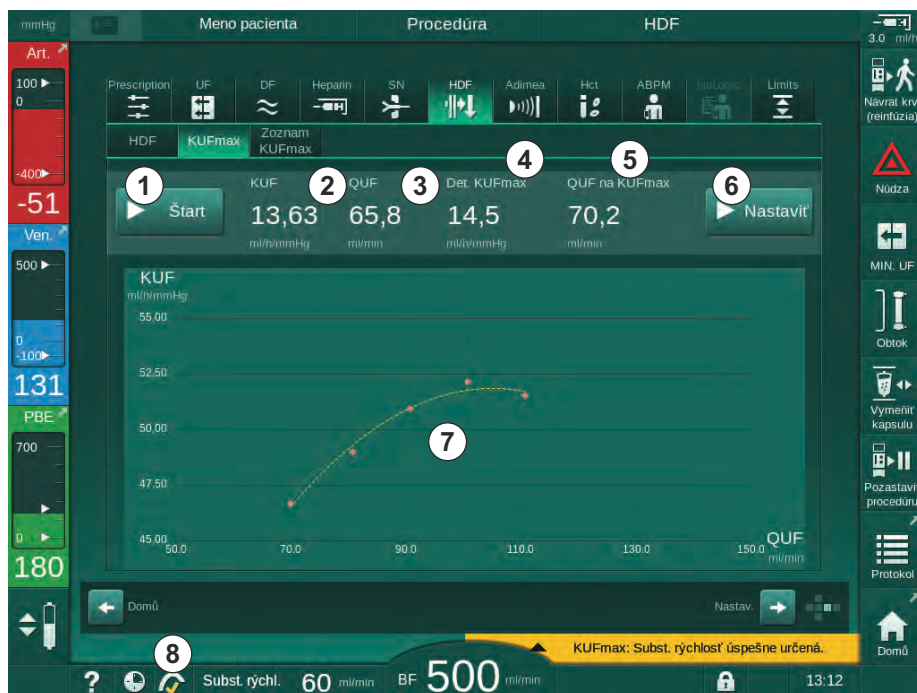 mmHg
Meno pacienta
Procedúra
HDF
3.0 ml/h
Art.
100
0
-400
-51
Ven.
500
0
-100
131
PBE
700
0
180
Prescription
UF
DF
Heparin
SN
HDF
Adimea
Hct
ABPM
bioLogic
Limits
HDF
KUFmax
Zoznam
KUFmax
1
Štart
KUF
2
13,63
ml/h/mmHg
QUF
3
65,8
ml/min
4
Det. KUFmax
14,5
ml/h/mmHg
5
QUF na KUFmax
70,2
ml/min
6
Nastaviť
KUF
ml/h/mmHg
55,00
52,50
50,00
47,50
45,00
7
50.0
70.0
90.0
110.0
130.0
150.0
QUF
ml/min
Domů
Nastav.
KUFmax: Subst. rýchlosť úspešne určená.
8
?
Subst. rýchl. 60 ml/min
BF 500 ml/min
13:12
Návrat krvi
(reinfúzia)
Núdza
MIN. UF
Obtok
Vymeniť
kapsulu
Pozastaviť
procedúru
Protokol
Domů